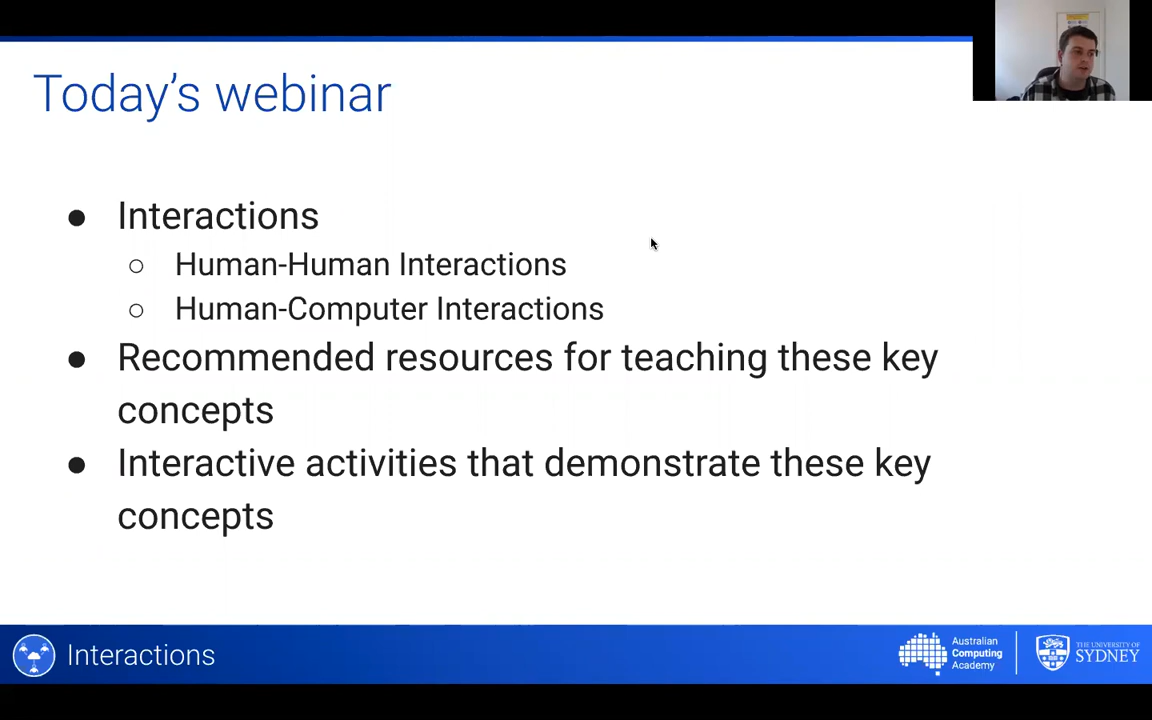 Today's webinar
● Interactions
○ Human-Human Interactions
○ Human-Computer Interactions
● Recommended resources for teaching these key
concepts
● Interactive activities that demonstrate these key
concepts
Interactions
Australian
Computing
Academy
THE UNIVERSITY OF
SYDNEY